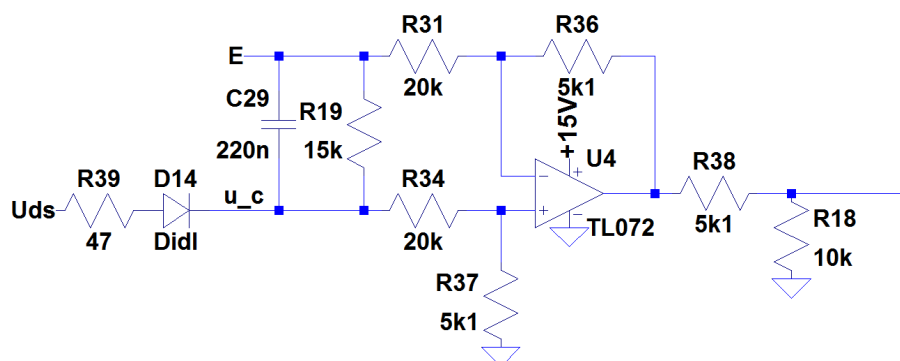 R31
R36
E
20k
5k1
C29
R19
+15V
U4
220n
15k
R39
D14
u_c
R34
R38
Uds
47
Didl
20k
TL072
5k1
R18
10k
R37
5k1